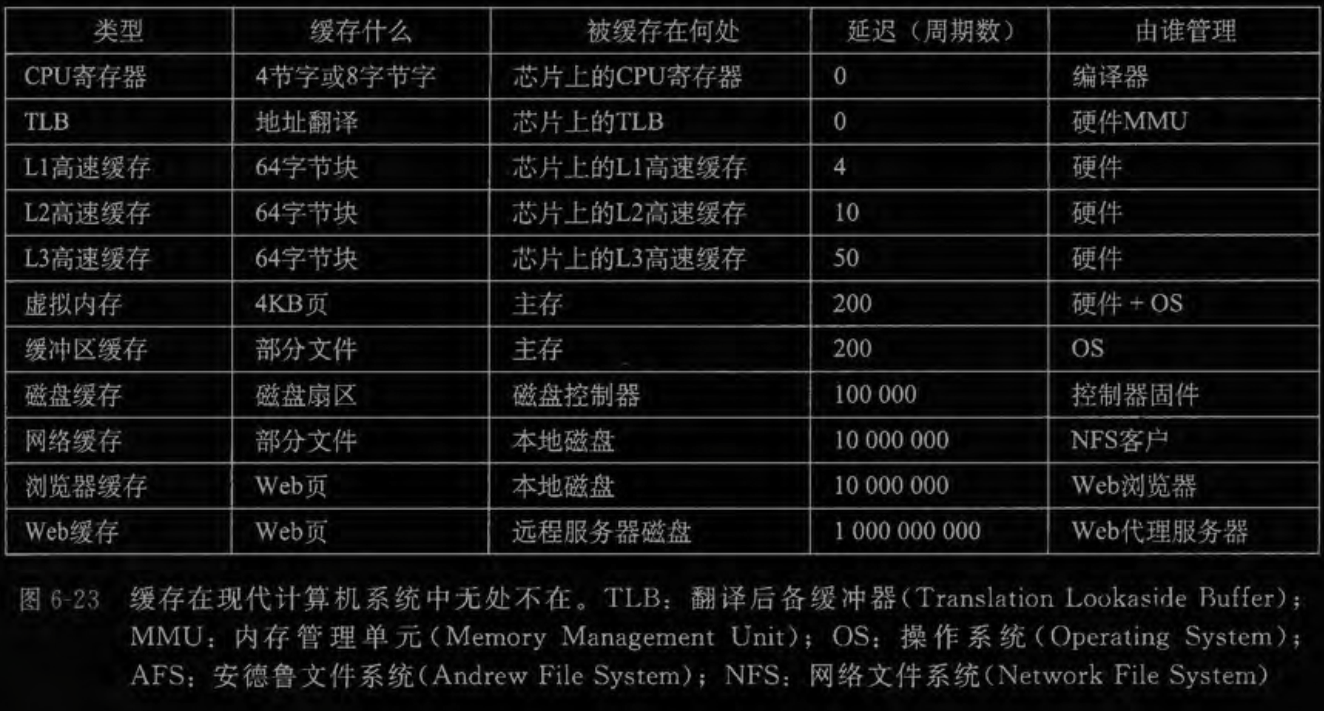 类型 缓存什么 被缓存在何处 延迟（周期数） 由谁管理
CPU寄存器 4节字或8字节字 芯片上的CPU寄存器 0 编译器
TLB 地址翻译 芯片上的TLB 0 硬件MMU
L1高速缓存 64字节块 芯片上的L1高速缓存 4 硬件
L2高速缓存 64字节块 芯片上的L2高速缓存 10 硬件
L3高速缓存 64字节块 芯片上的L3高速缓存 50 硬件
虚拟内存 4KB页 主存 200 硬件 + OS
缓冲区缓存 部分文件 主存 200 OS
磁盘缓存 磁盘扇区 磁盘控制器 100 000 控制器固件
网络缓存 部分文件 本地磁盘 10 000 000 NFS客户
浏览器缓存 Web页 本地磁盘 10 000 000 Web浏览器
Web缓存 Web页 远程服务器磁盘 1 000 000 000 Web代理服务器
图 6-23 缓存在现代计算机系统中无处不在。TLB：翻译后备缓冲器(Translation Lookaside Buffer)；
MMU：内存管理单元(Memory Management Unit)；OS：操作系统(Operating System)；
AFS：安德鲁文件系统(Andrew File System)；NFS：网络文件系统(Network File System)